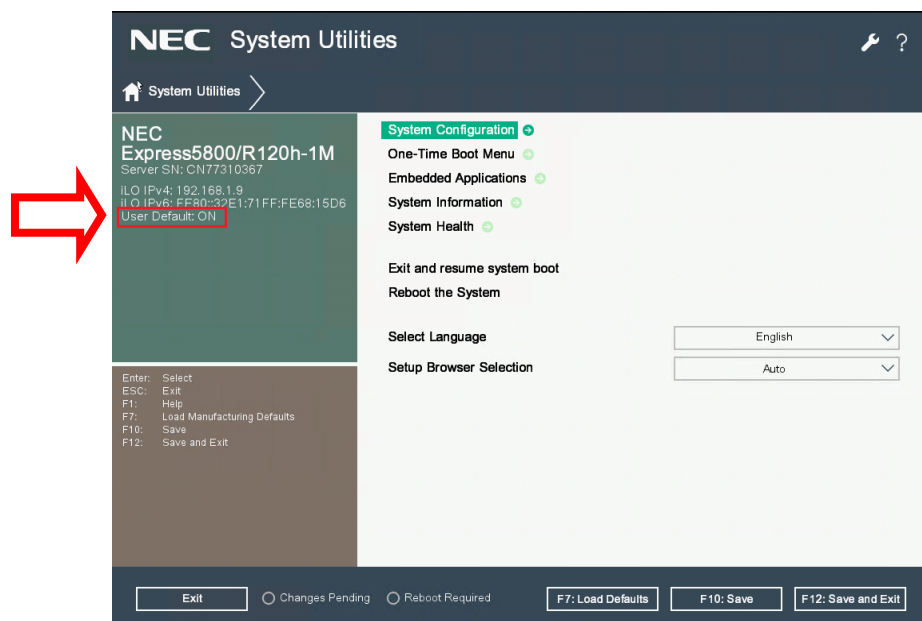 NEC System Utilities
?
System Utilities
NEC
Express5800/R120h-1M
Server SN: CN77310367
iLO IPv4: 192.168.1.9
iLO IPv6: FE80::32E1:71FF:FE68:15D6
User Default: ON
System Configuration
One-Time Boot Menu
Embedded Applications
System Information
System Health
Exit and resume system boot
Reboot the System
Select Language English
Setup Browser Selection Auto
Enter: Select
ESC: Exit
F1: Help
F7: Load Manufacturing Defaults
F10: Save
F12: Save and Exit
Exit Changes Pending Reboot Required F7: Load Defaults F10: Save F12: Save and Exit